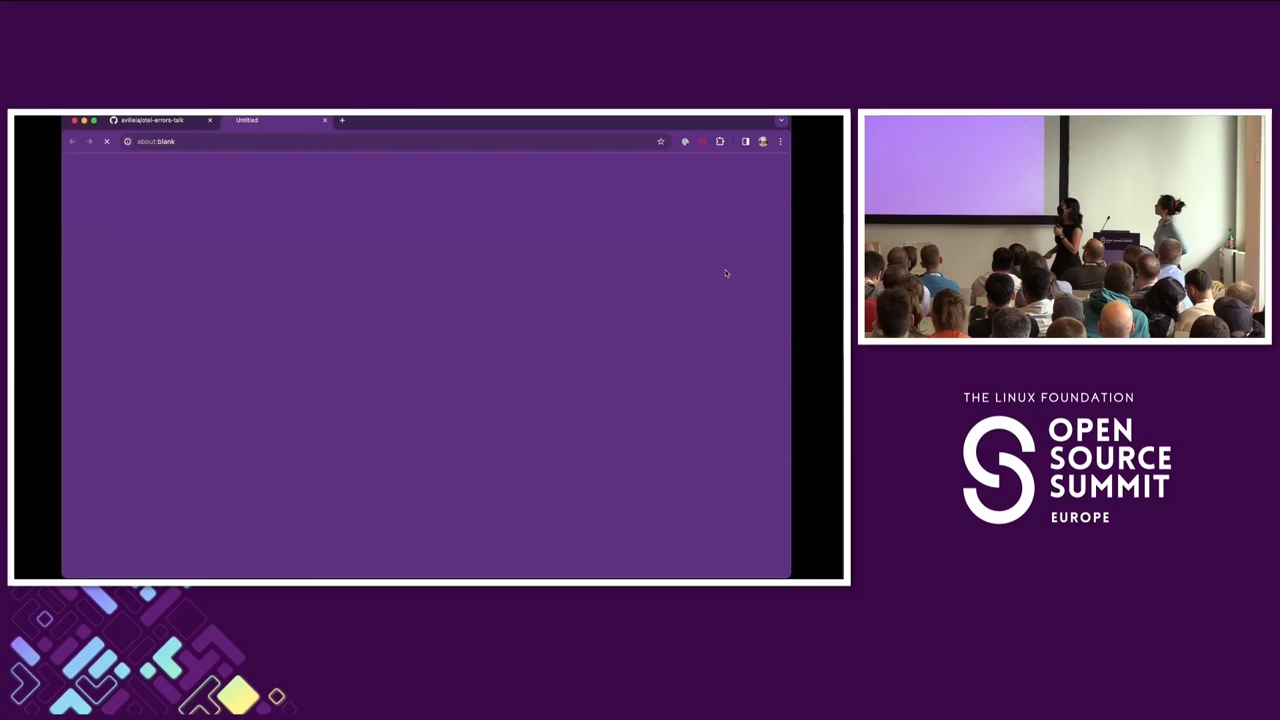 avillela/otel-errors-talk
Untitled
about:blank
THE LINUX FOUNDATION
OPEN
SOURCE
SUMMIT
EUROPE